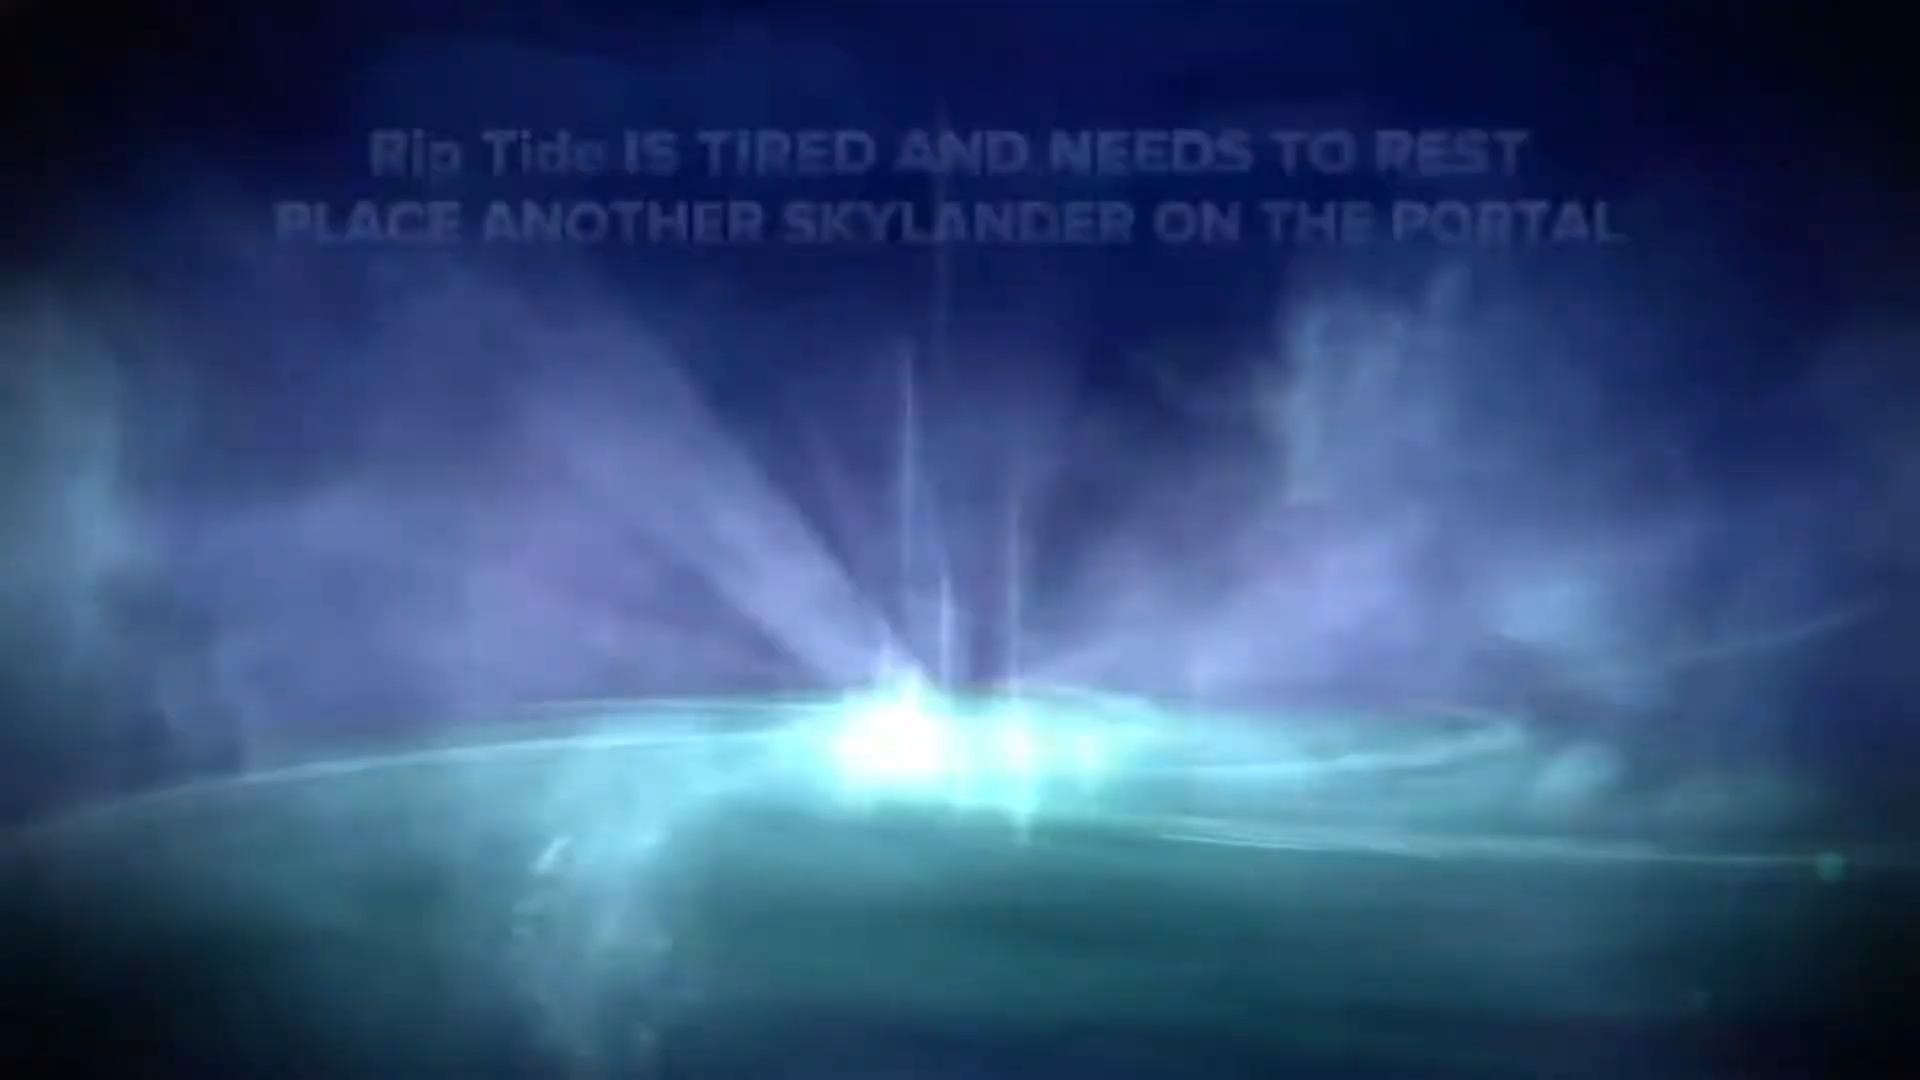 Rip Tide IS TIRED AND NEEDS TO REST
PLACE ANOTHER SKYLANDER ON THE PORTAL